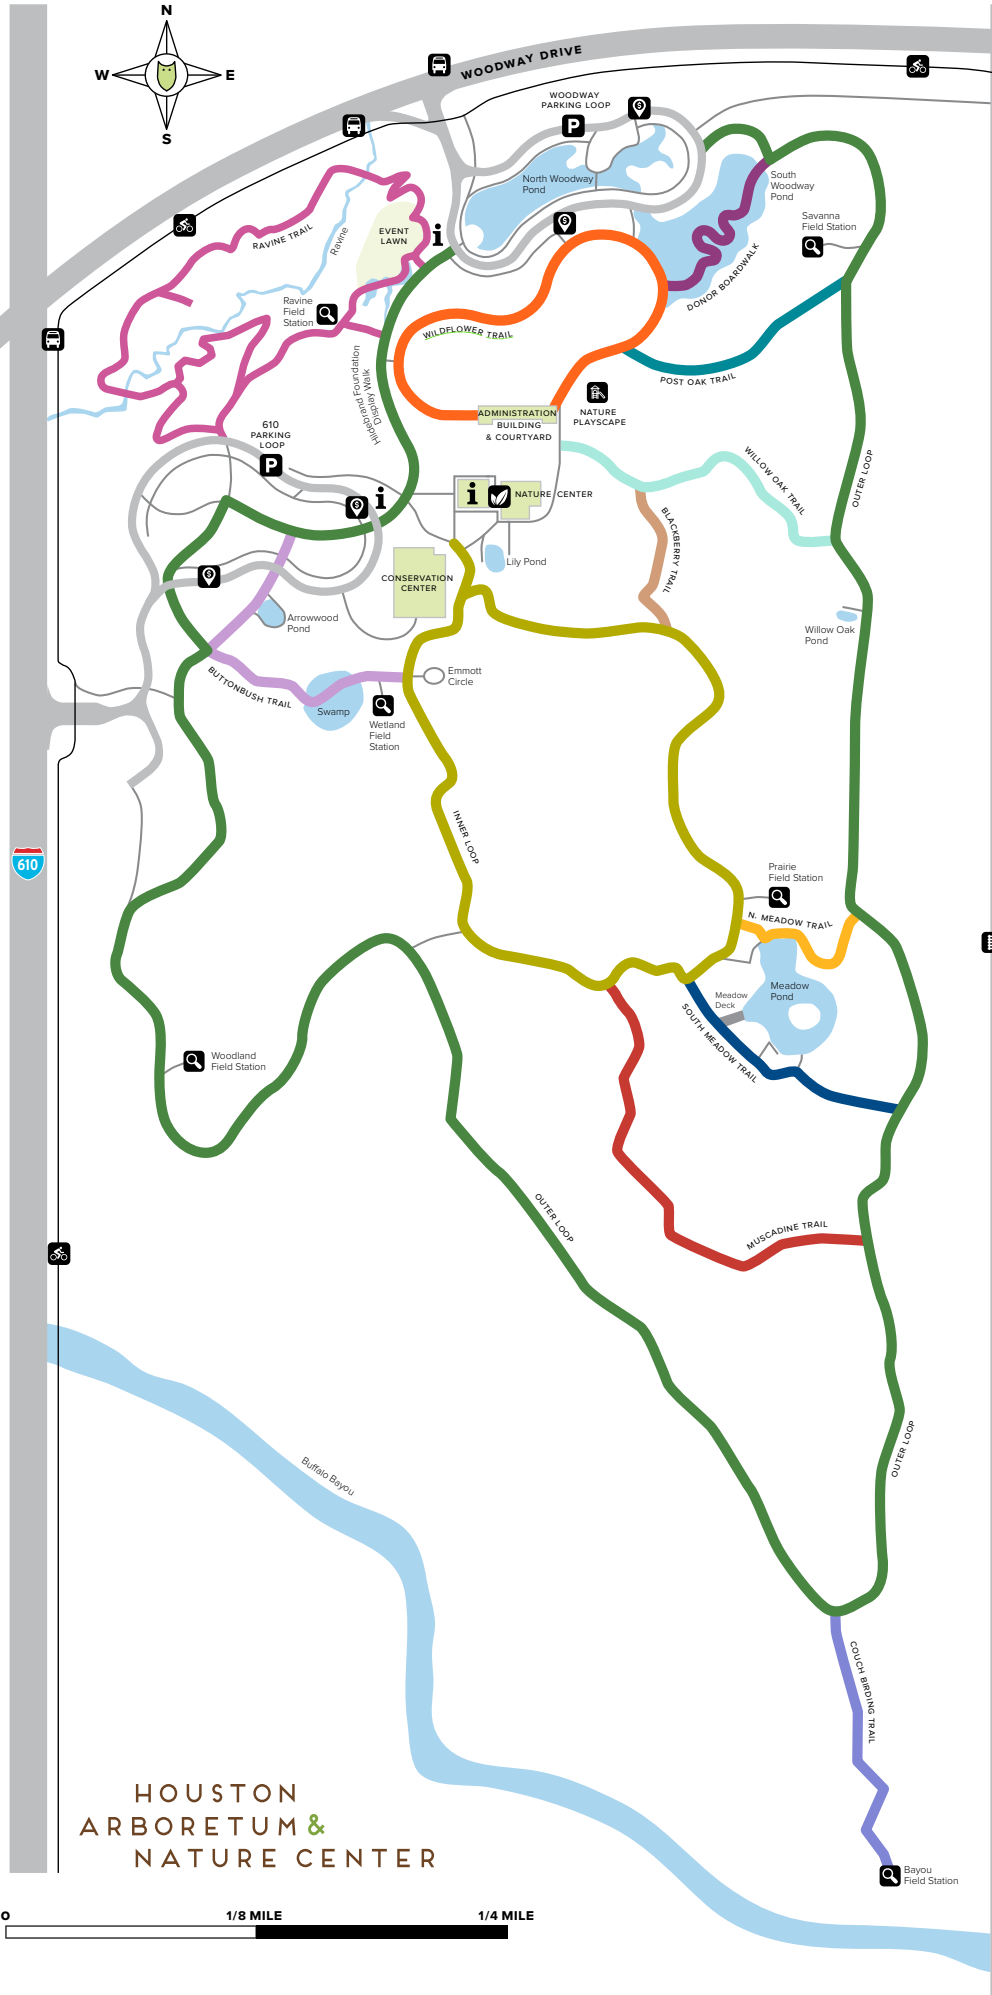 N
W
E
S
WOODWAY DRIVE
WOODWAY
PARKING LOOP
P
$
North Woodway
Pond
South
Woodway
Pond
Savanna
Field Station
RAVINE TRAIL
Ravine
EVENT
LAWN
i
$
DONOR BOARDWALK
Ravine
Field
Station
WILDFLOWER TRAIL
POST OAK TRAIL
Hildebrand Foundation
Display Walk
ADMINISTRATION
BUILDING
& COURTYARD
NATURE
PLAYSCAPE
610
PARKING
LOOP
P
$
i
i
NATURE CENTER
WILLOW OAK TRAIL
OUTER LOOP
BLACKBERRY TRAIL
Lily Pond
CONSERVATION
CENTER
$
Arrowwood
Pond
Willow Oak
Pond
BUTTONBUSH TRAIL
Swamp
Emmott
Circle
Wetland
Field
Station
INNER LOOP
610
Prairie
Field Station
N. MEADOW TRAIL
Meadow
Pond
Meadow
Deck
SOUTH MEADOW TRAIL
Woodland
Field Station
OUTER LOOP
MUSCADINE TRAIL
OUTER LOOP
Buffalo Bayou
COUCH BIRDING TRAIL
Bayou
Field Station
HOUSTON
ARBORETUM &
NATURE CENTER
0
1/8 MILE
1/4 MILE